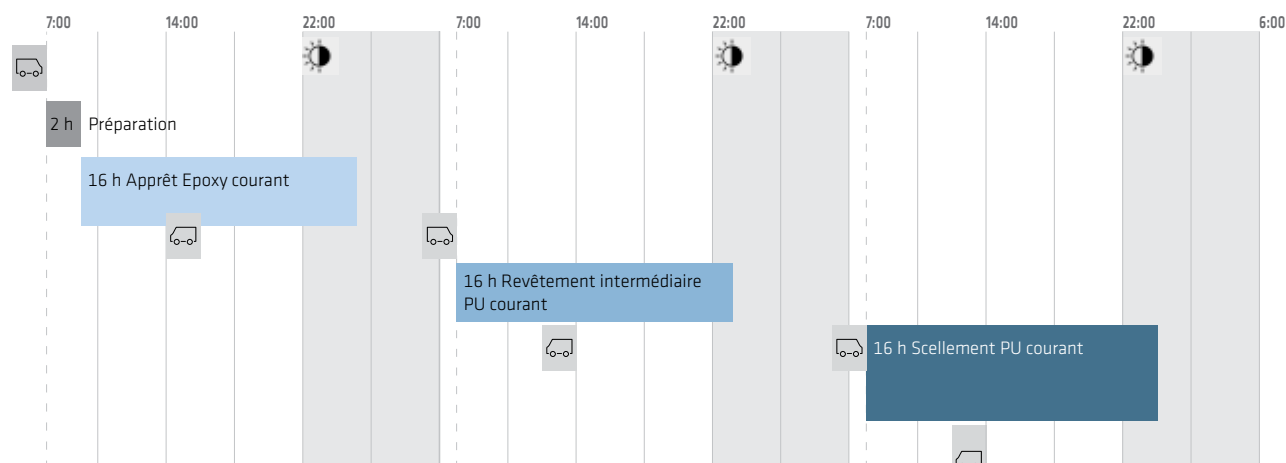 7:00 14:00 22:00 7:00 14:00 22:00 7:00 14:00 22:00 6:00
2 h Préparation
16 h Apprêt Epoxy courant
16 h Revêtement intermédiaire
PU courant
16 h Scellement PU courant